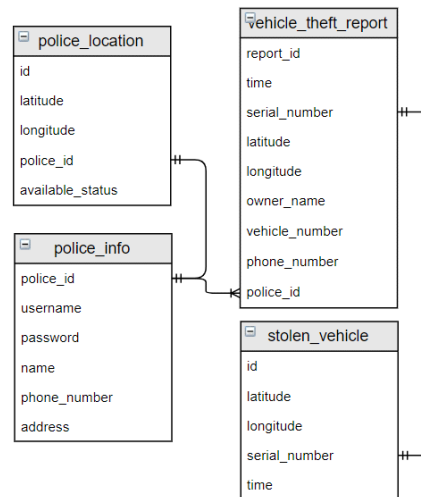 police_location
id
latitude
longitude
police_id
available_status
police_info
police_id
username
password
name
phone_number
address
vehicle_theft_report
report_id
time
serial_number
latitude
longitude
owner_name
vehicle_number
phone_number
police_id
stolen_vehicle
id
latitude
longitude
serial_number
time